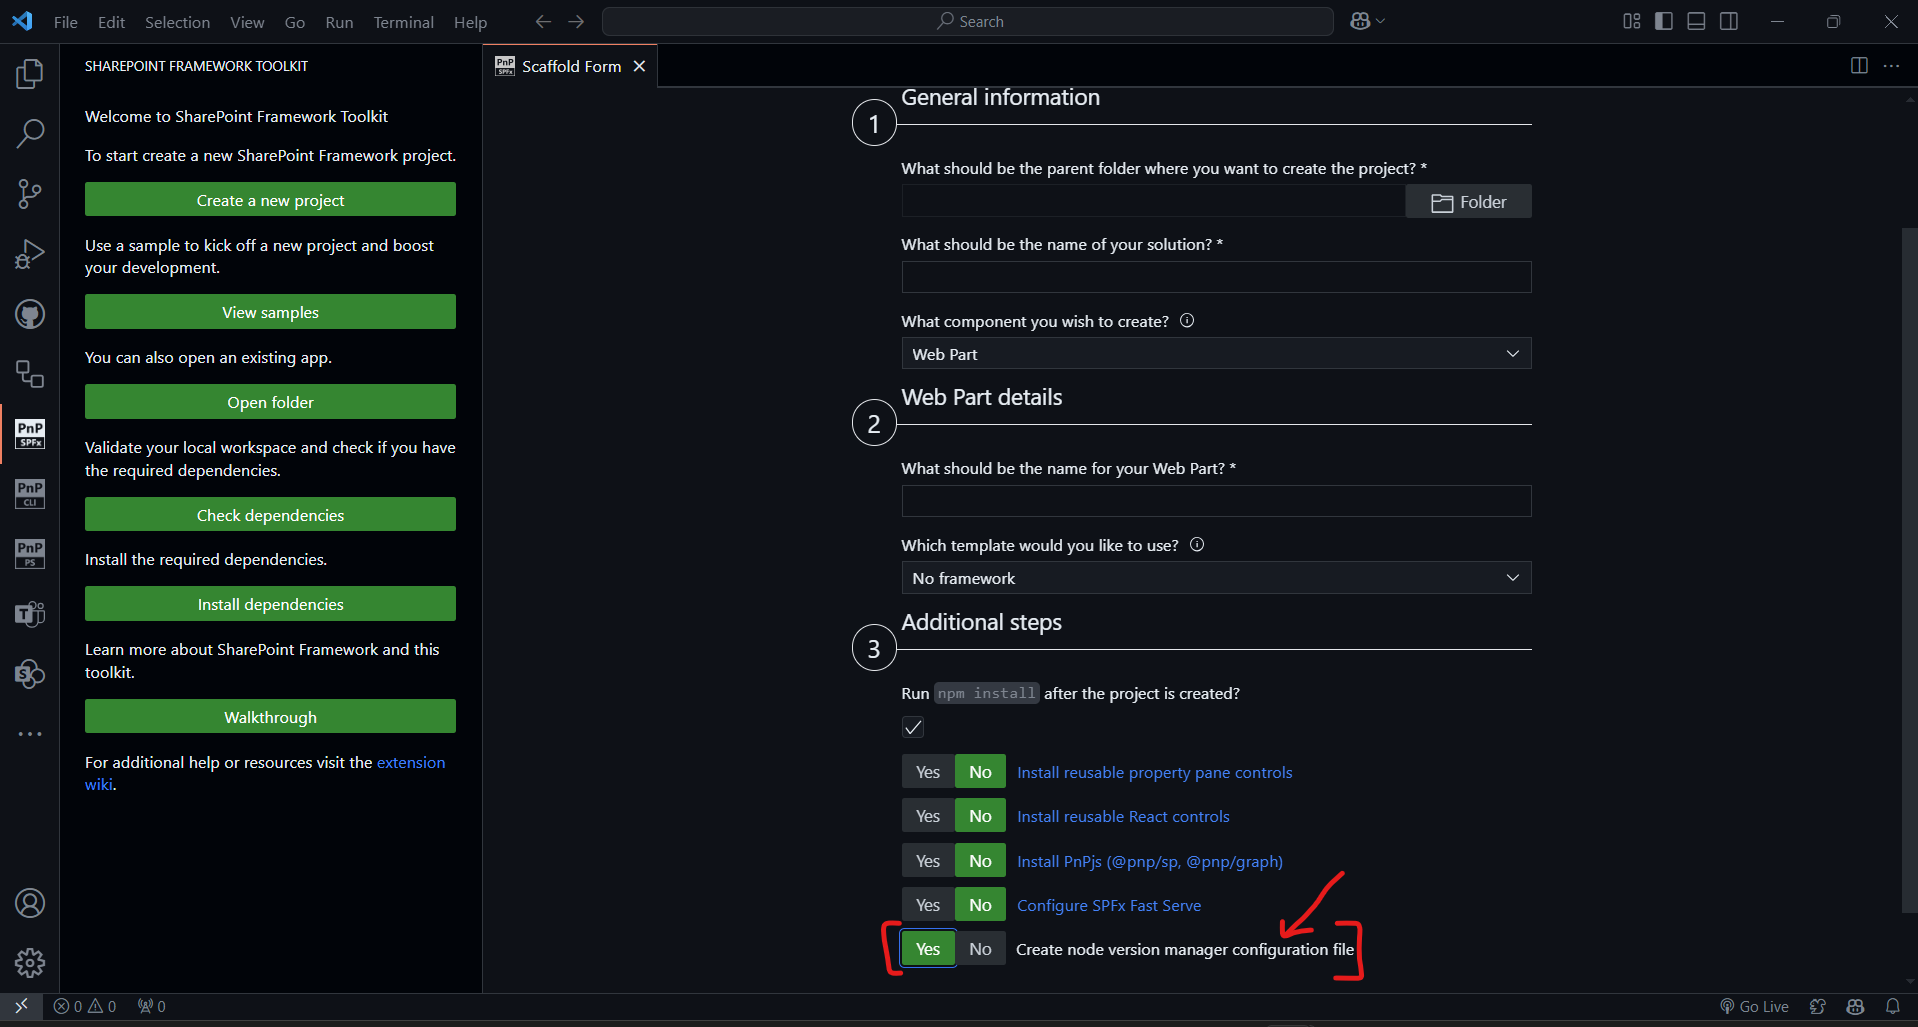 File Edit Selection View Go Run Terminal Help
Search
SHAREPOINT FRAMEWORK TOOLKIT
Welcome to SharePoint Framework Toolkit
To start create a new SharePoint Framework project.
Create a new project
Use a sample to kick off a new project and boost
your development.
View samples
You can also open an existing app.
Open folder
Validate your local workspace and check if you have
the required dependencies.
Check dependencies
Install the required dependencies.
Install dependencies
Learn more about SharePoint Framework and this
toolkit.
Walkthrough
For additional help or resources visit the extension
wiki.
PnP
SPFx
PnP
CLI
PnP
PS
T
S
PnP
SPFx
Scaffold Form
General information
1
What should be the parent folder where you want to create the project? *
Folder
What should be the name of your solution? *
What component you wish to create?
Web Part
Web Part details
2
What should be the name for your Web Part? *
Which template would you like to use?
No framework
Additional steps
3
Run npm install after the project is created?
Yes No Install reusable property pane controls
Yes No Install reusable React controls
Yes No Install PnPjs (@pnp/sp, @pnp/graph)
Yes No Configure SPFx Fast Serve
Yes No Create node version manager configuration file
0 0 0
Go Live